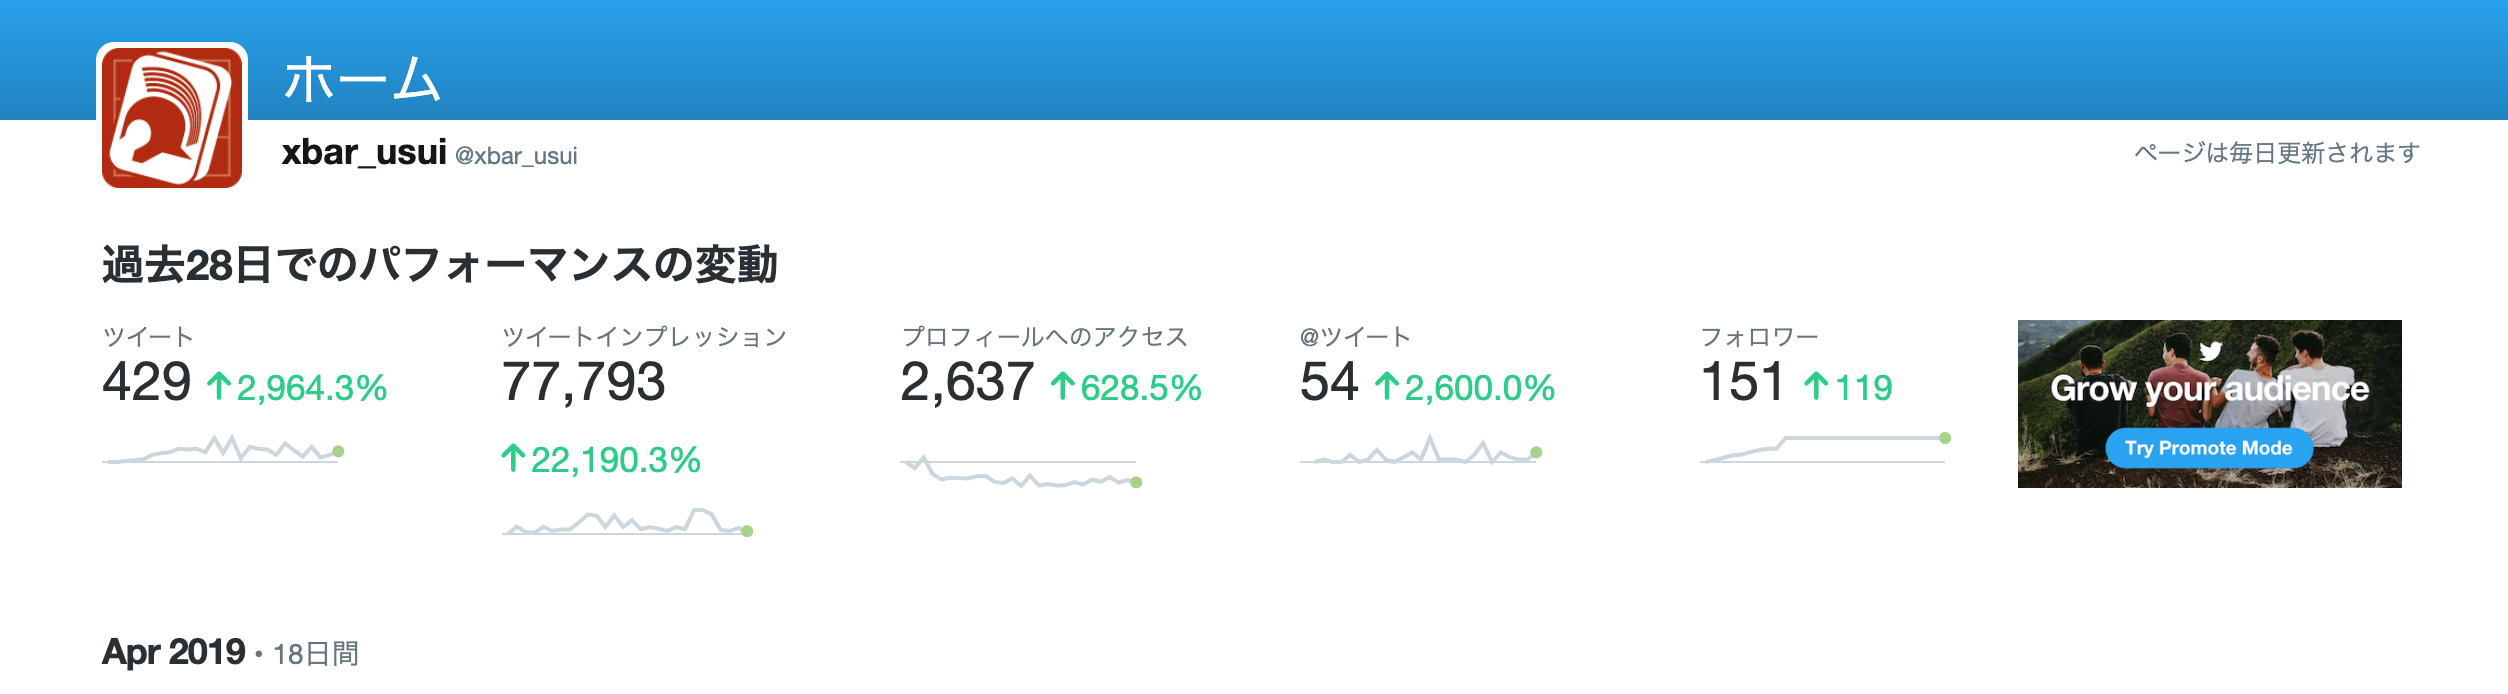 ホーム
xbar_usui @xbar_usui
ページは毎日更新されます
過去28日でのパフォーマンスの変動
ツイート
429 ↑2,964.3%
ツイートインプレッション
77,793
↑22,190.3%
プロフィールへのアクセス
2,637 ↑628.5%
@ツイート
54 ↑2,600.0%
フォロワー
151 ↑119
Grow your audience
Try Promote Mode
Apr 2019 • 18日間